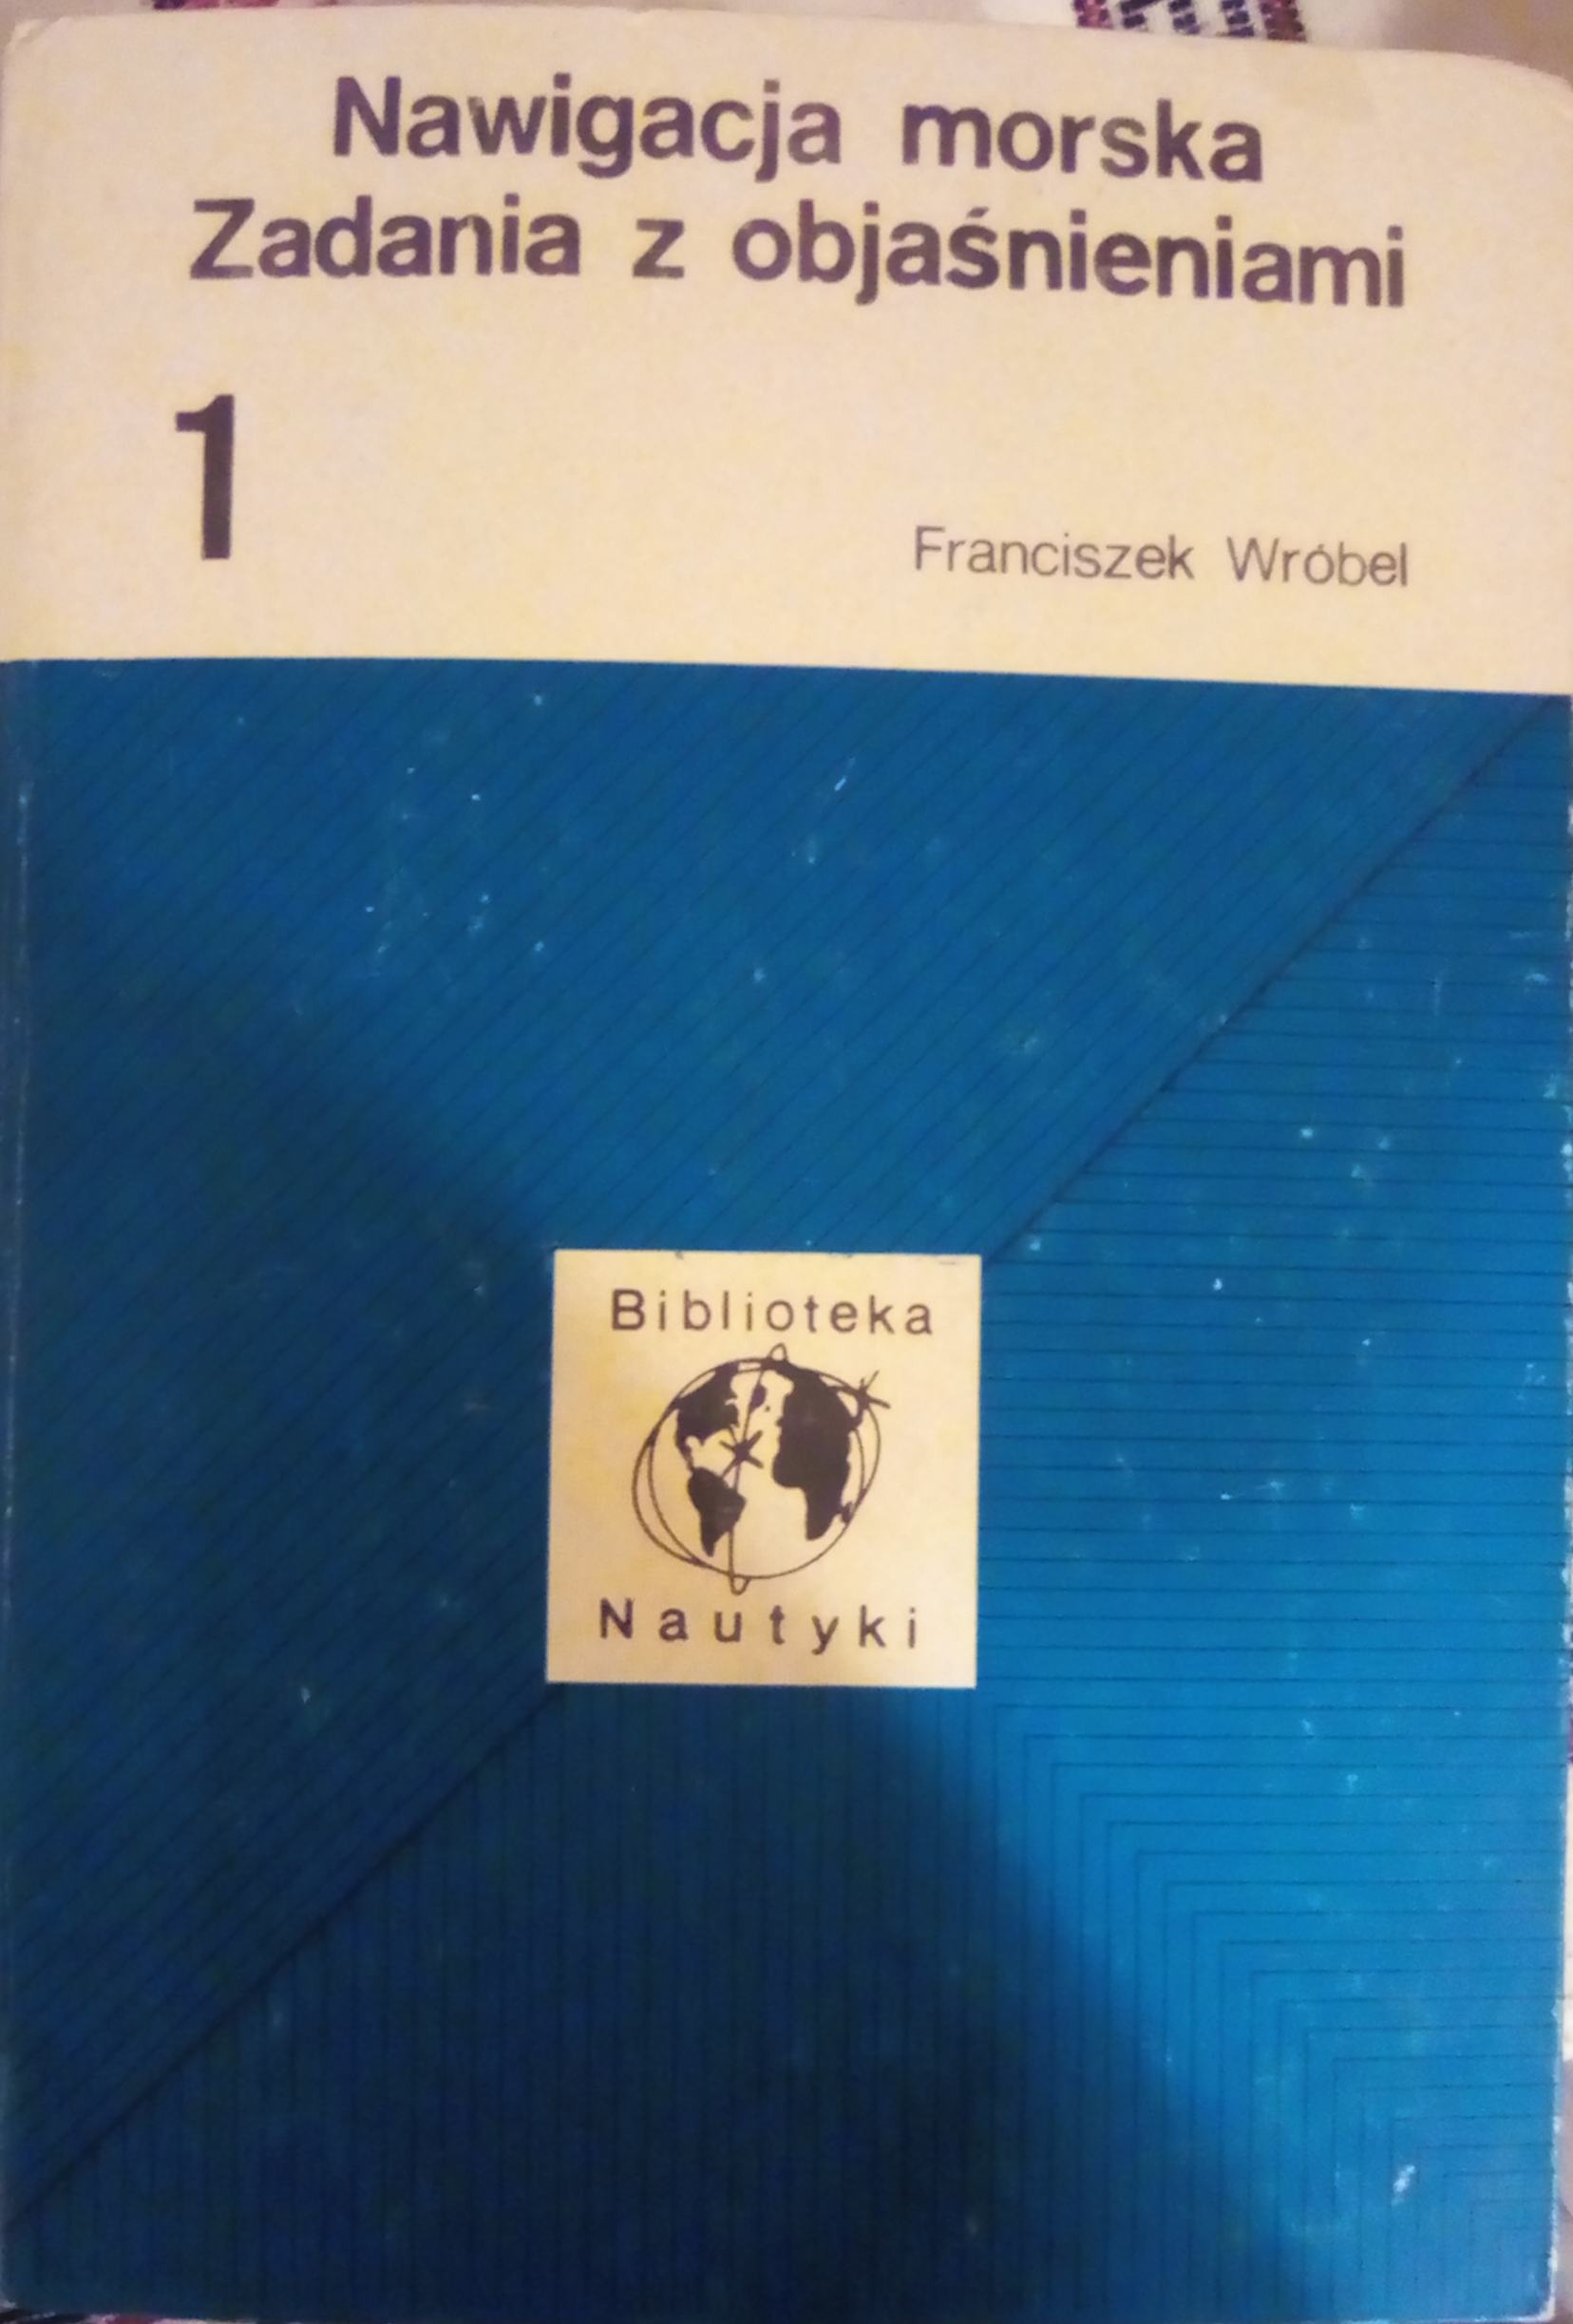 Nawigacja morska
Zadania z objaśnieniami
1
Franciszek Wróbel
Biblioteka
Nautyki